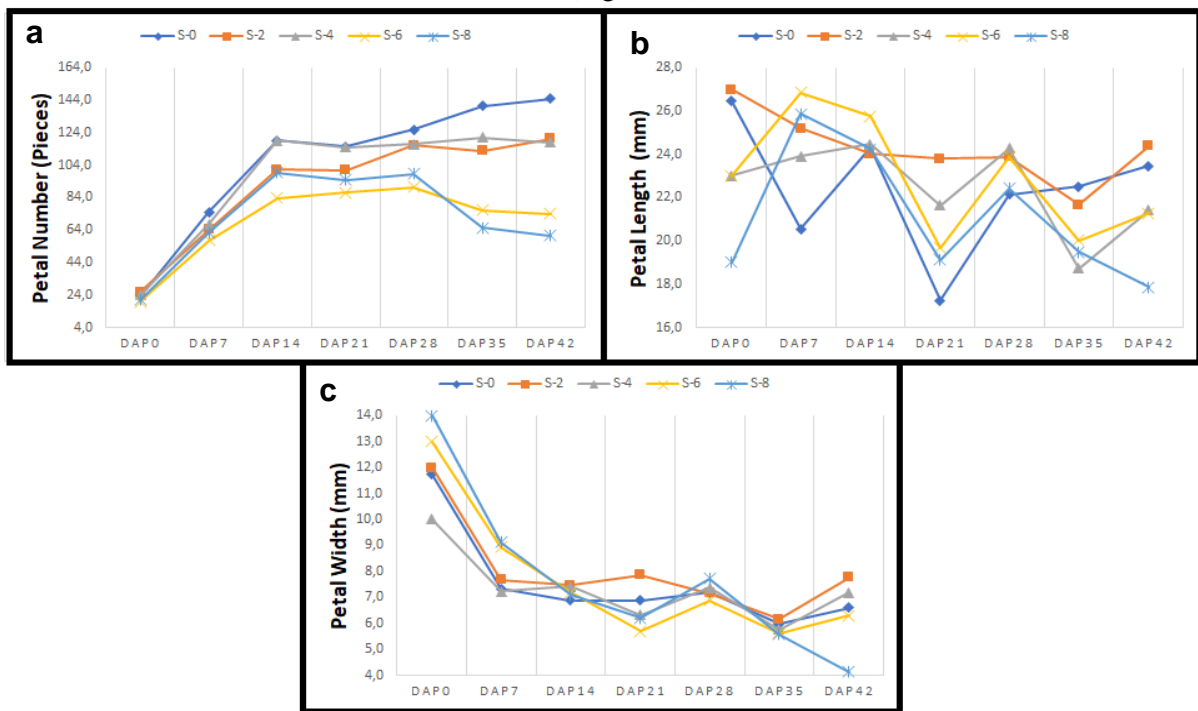 a
S-0 S-2 S-4 S-6 S-8
Petal Number (Pieces)
164,0
144,0
124,0
104,0
84,0
64,0
44,0
24,0
4,0
DAP0 DAP7 DAP14 DAP21 DAP28 DAP35 DAP42
b
S-0 S-2 S-4 S-6 S-8
Petal Length (mm)
28,0
26,0
24,0
22,0
20,0
18,0
16,0
DAP0 DAP7 DAP14 DAP21 DAP28 DAP35 DAP42
c
S-0 S-2 S-4 S-6 S-8
Petal Width (mm)
14,0
13,0
12,0
11,0
10,0
9,0
8,0
7,0
6,0
5,0
4,0
DAP0 DAP7 DAP14 DAP21 DAP28 DAP35 DAP42